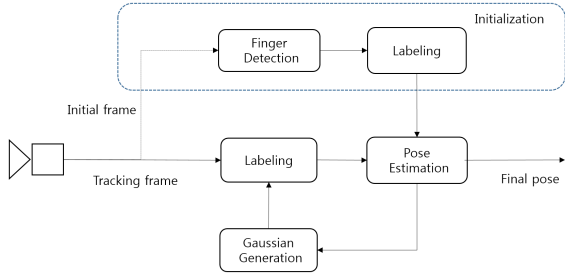 Initialization
Finger
Detection
Labeling
Initial frame
Tracking frame
Labeling
Pose
Estimation
Final pose
Gaussian
Generation